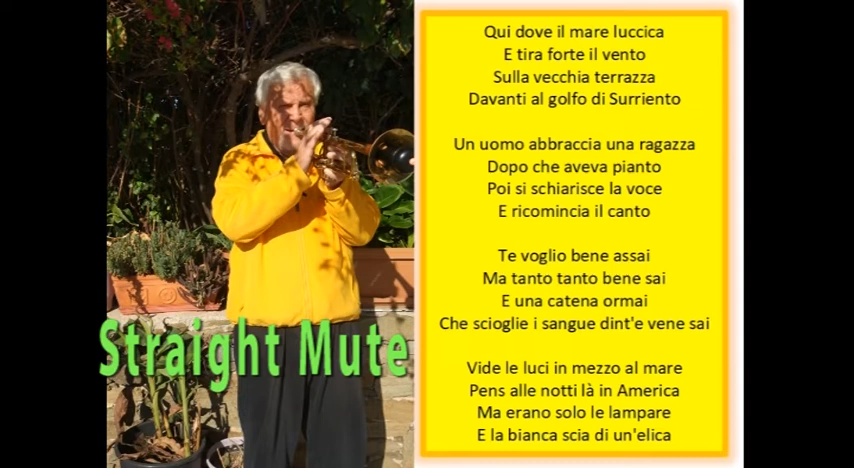 Qui dove il mare luccica
E tira forte il vento
Sulla vecchia terrazza
Davanti al golfo di Surriento
Un uomo abbraccia una ragazza
Dopo che aveva pianto
Poi si schiarisce la voce
E ricomincia il canto
Te voglio bene assai
Ma tanto tanto bene sai
E una catena ormai
Che scioglie i sangue dint'e vene sai
Vide le luci in mezzo al mare
Pens alle notti là in America
Ma erano solo le lampare
E la bianca scia di un'elica
Straight Mute